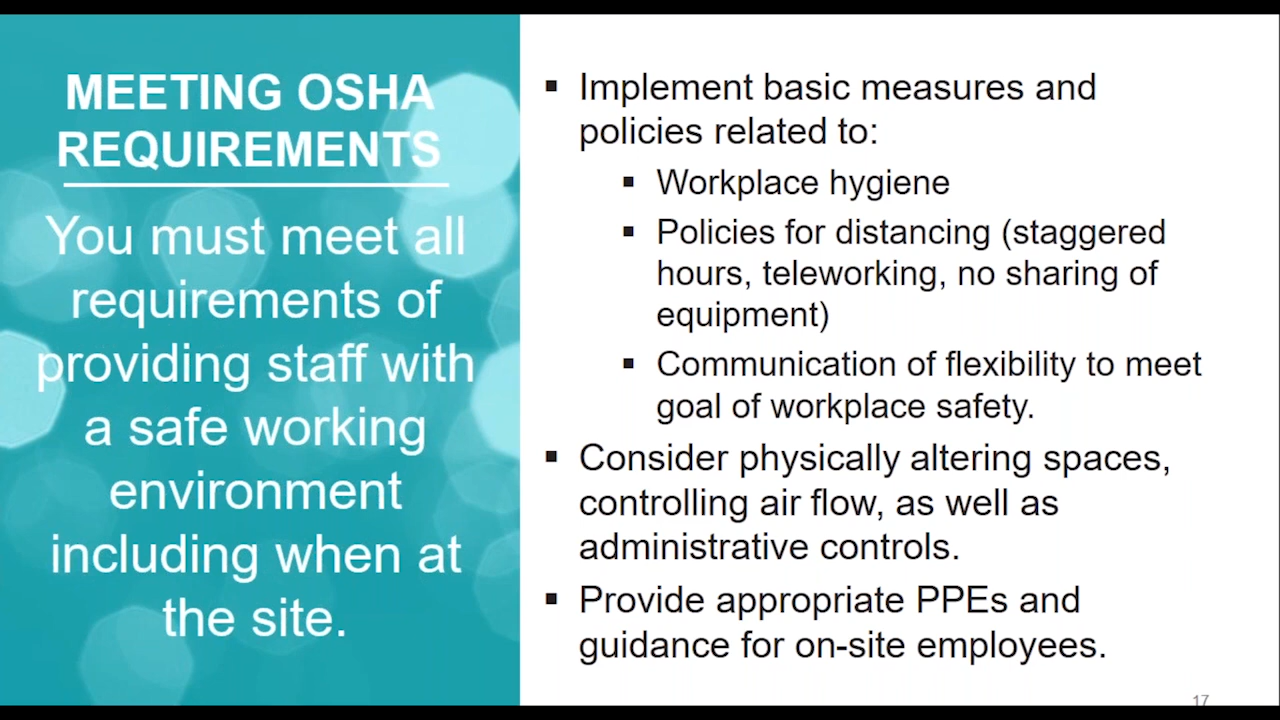 MEETING OSHA
REQUIREMENTS
You must meet all
requirements of
providing staff with
a safe working
environment
including when at
the site.
▪ Implement basic measures and
policies related to:
▪ Workplace hygiene
▪ Policies for distancing (staggered
hours, teleworking, no sharing of
equipment)
▪ Communication of flexibility to meet
goal of workplace safety.
▪ Consider physically altering spaces,
controlling air flow, as well as
administrative controls.
▪ Provide appropriate PPEs and
guidance for on-site employees.
17